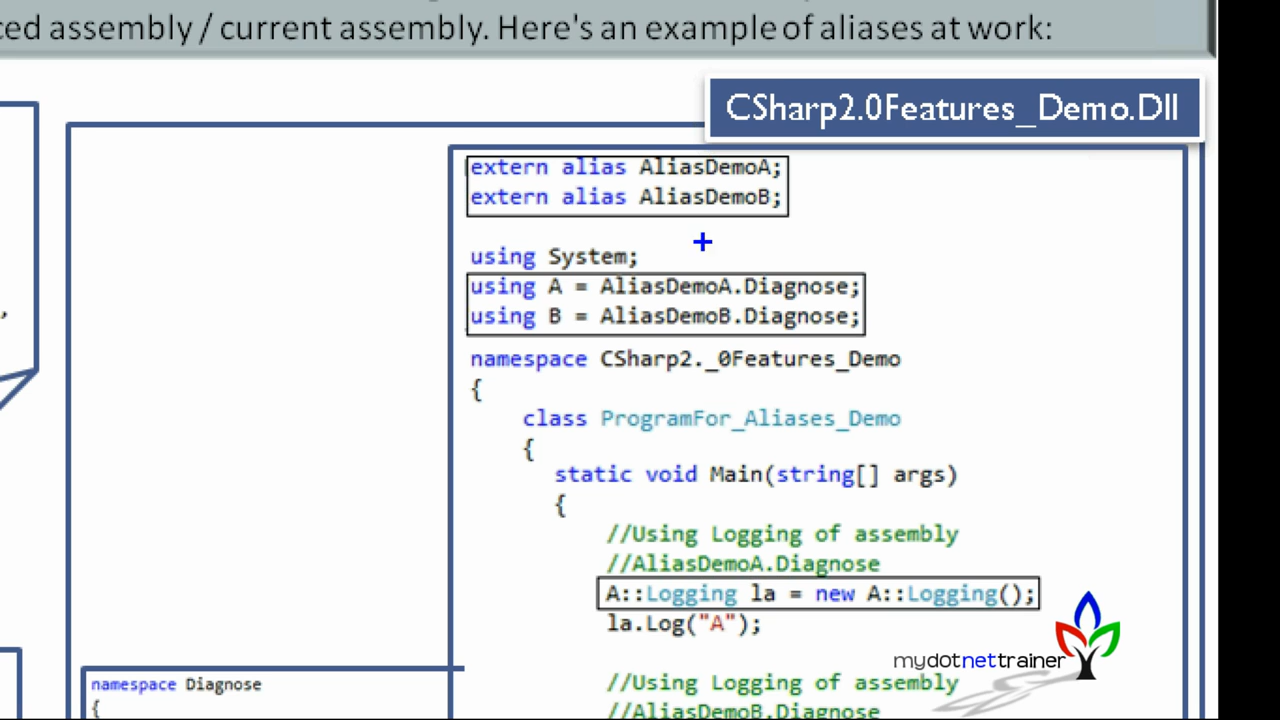 ced assembly / current assembly. Here's an example of aliases at work:
CSharp2.0Features_Demo.Dll
extern alias AliasDemoA;
extern alias AliasDemoB;
using System;
using A = AliasDemoA.Diagnose;
using B = AliasDemoB.Diagnose;
namespace CSharp2._0Features_Demo
{
class ProgramFor_Aliases_Demo
{
static void Main(string[] args)
{
//Using Logging of assembly
//AliasDemoA.Diagnose
A::Logging la = new A::Logging();
la.Log("A");
//Using Logging of assembly
//AliasDemoB.Diagnose
mydotnettrainer
namespace Diagnose
{
,